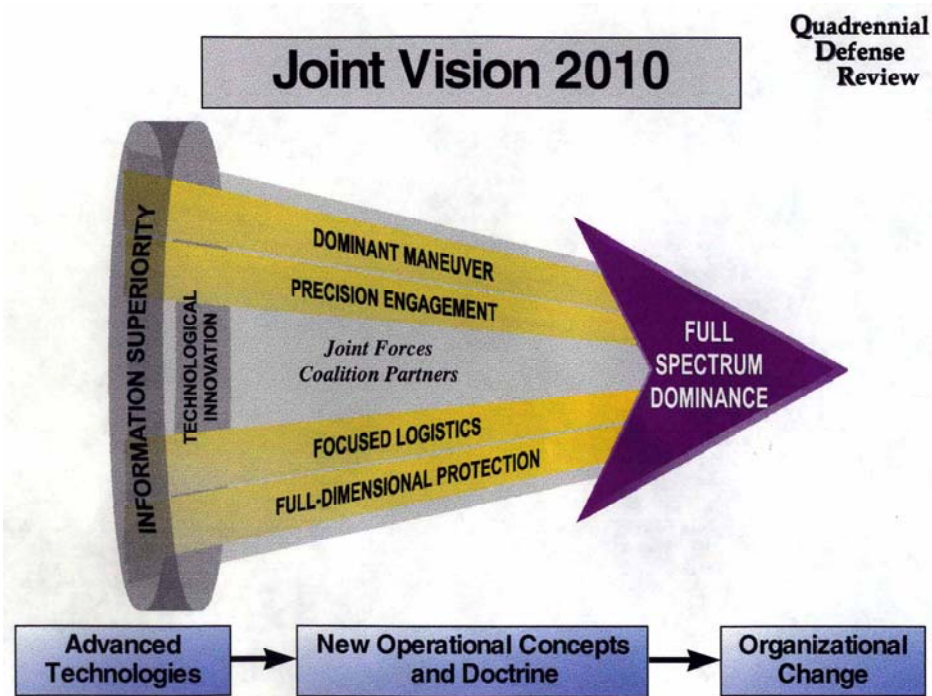 Quadrennial
Defense
Review
Joint Vision 2010
INFORMATION SUPERIORITY
TECHNOLOGICAL
INNOVATION
DOMINANT MANEUVER
PRECISION ENGAGEMENT
Joint Forces
Coalition Partners
FOCUSED LOGISTICS
FULL-DIMENSIONAL PROTECTION
FULL
SPECTRUM
DOMINANCE
Advanced
Technologies
New Operational Concepts
and Doctrine
Organizational
Change